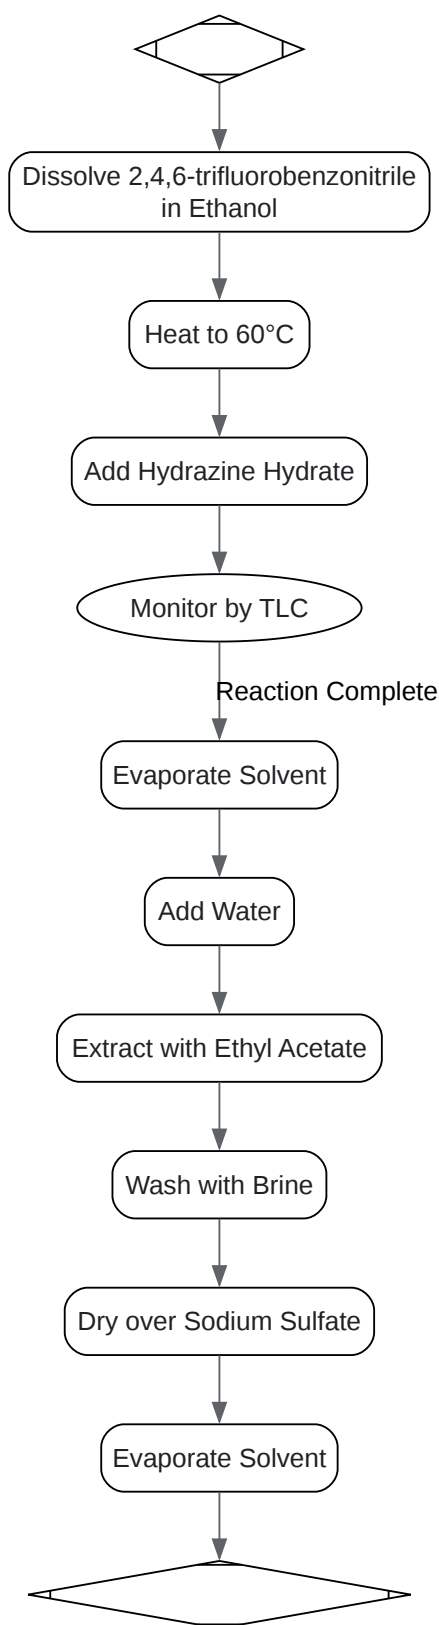 Dissolve 2,4,6-trifluorobenzonitrile
in Ethanol
Heat to 60°C
Add Hydrazine Hydrate
Monitor by TLC
Reaction Complete
Evaporate Solvent
Add Water
Extract with Ethyl Acetate
Wash with Brine
Dry over Sodium Sulfate
Evaporate Solvent